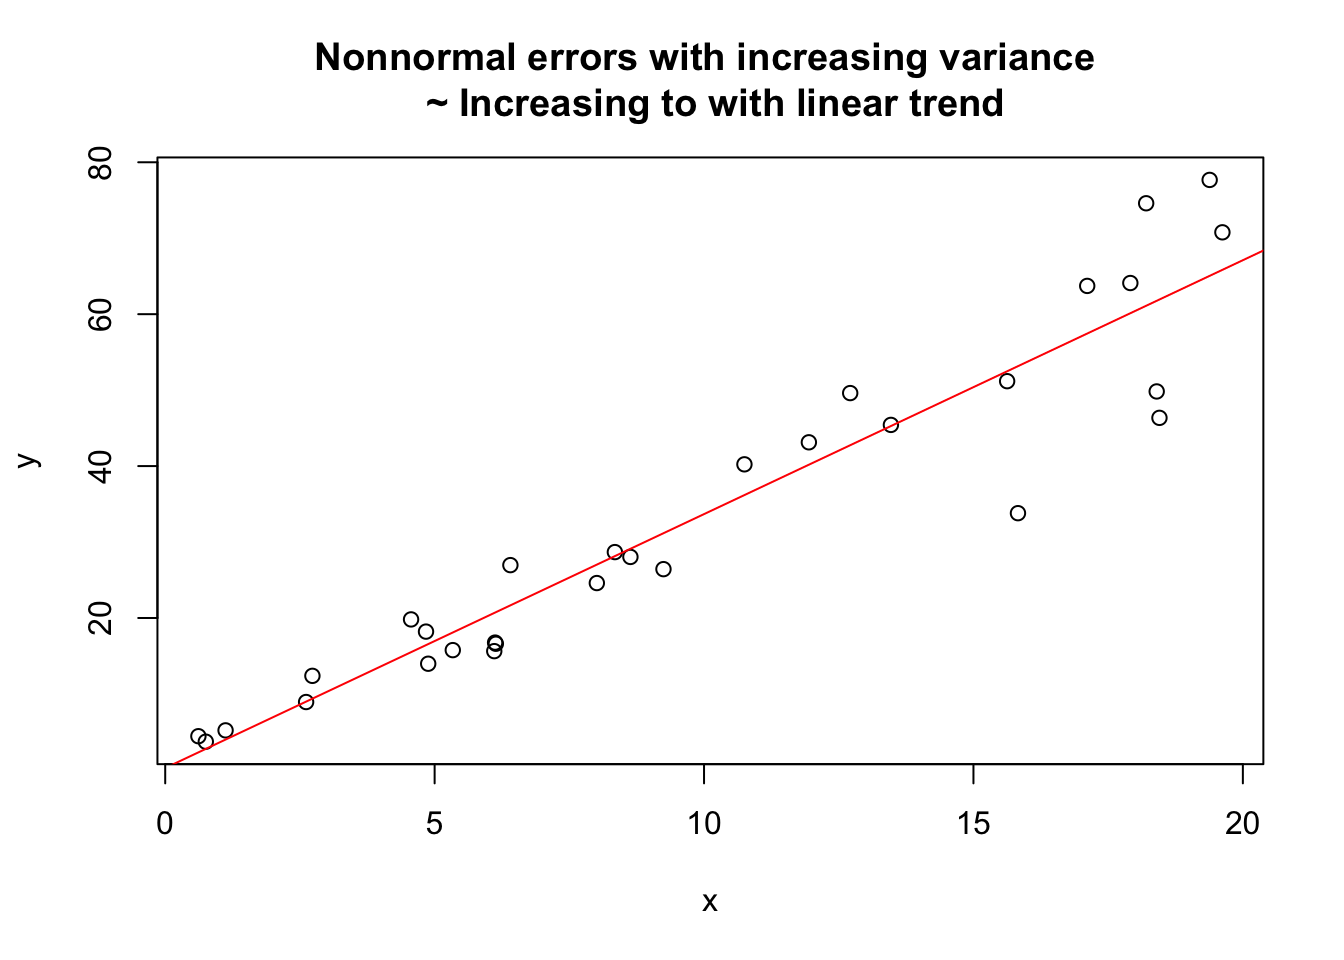 Nonnormal errors with increasing variance
~ Increasing to with linear trend
80
60
40
20
y
0 5 10 15 20
x